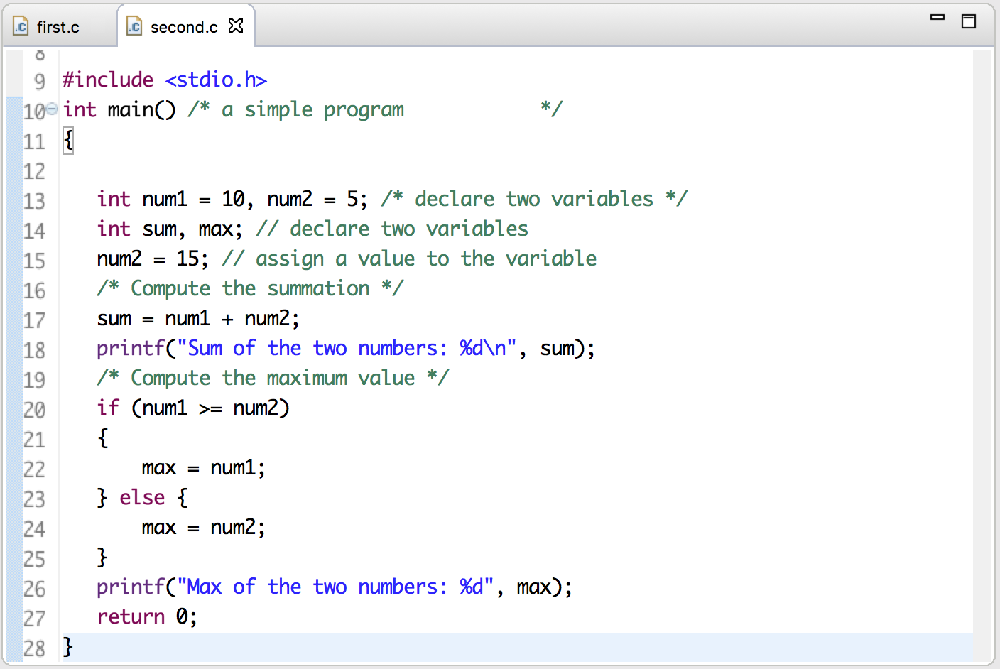 first.c second.c
8
9 #include <stdio.h>
10 int main() /* a simple program            */
11 {
12
13    int num1 = 10, num2 = 5; /* declare two variables */
14    int sum, max; // declare two variables
15    num2 = 15; // assign a value to the variable
16    /* Compute the summation */
17    sum = num1 + num2;
18    printf("Sum of the two numbers: %d\n", sum);
19    /* Compute the maximum value */
20    if (num1 >= num2)
21    {
22        max = num1;
23    } else {
24        max = num2;
25    }
26    printf("Max of the two numbers: %d", max);
27    return 0;
28 }